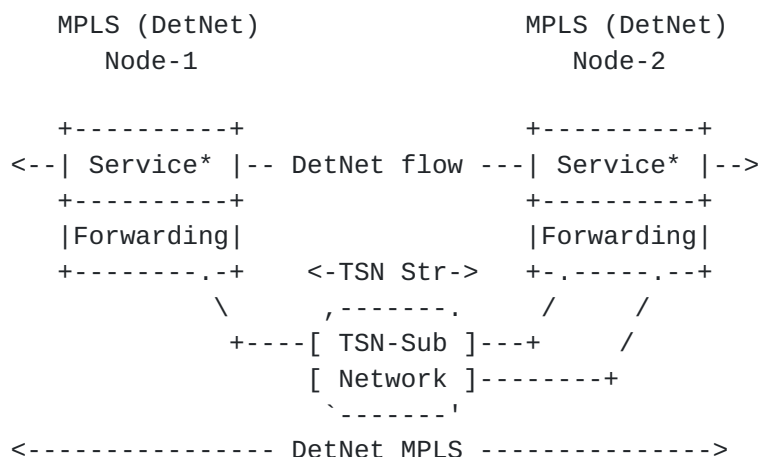 MPLS (DetNet)                 MPLS (DetNet)
Node-1                        Node-2
<--| Service* |-- DetNet flow ---| Service* |-->
|Forwarding|                  |Forwarding|
<-TSN Str->
[ TSN-Sub ]
[ Network ]
<---------------- DetNet MPLS --------------->